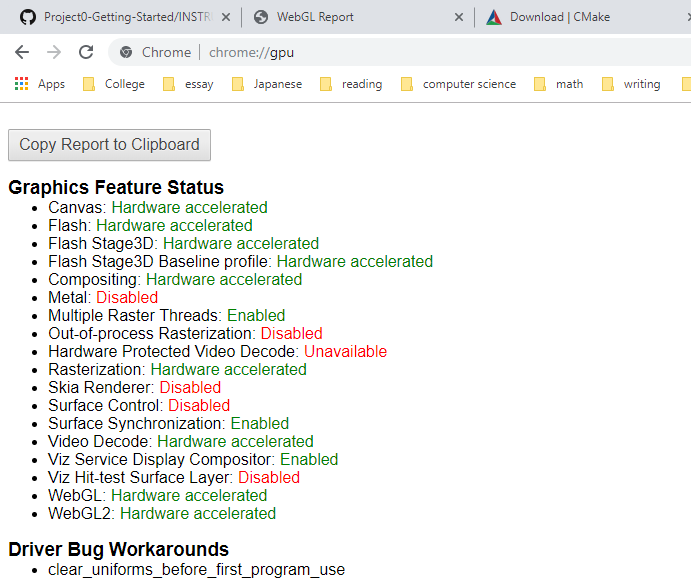 Project0-Getting-Started/INSTR
WebGL Report
Download | CMake
Chrome | chrome://gpu
Apps College essay Japanese reading computer science math writing
Copy Report to Clipboard
Graphics Feature Status
Canvas: Hardware accelerated
Flash: Hardware accelerated
Flash Stage3D: Hardware accelerated
Flash Stage3D Baseline profile: Hardware accelerated
Compositing: Hardware accelerated
Metal: Disabled
Multiple Raster Threads: Enabled
Out-of-process Rasterization: Disabled
Hardware Protected Video Decode: Unavailable
Rasterization: Hardware accelerated
Skia Renderer: Disabled
Surface Control: Disabled
Surface Synchronization: Enabled
Video Decode: Hardware accelerated
Viz Service Display Compositor: Enabled
Viz Hit-test Surface Layer: Disabled
WebGL: Hardware accelerated
WebGL2: Hardware accelerated
Driver Bug Workarounds
clear_uniforms_before_first_program_use